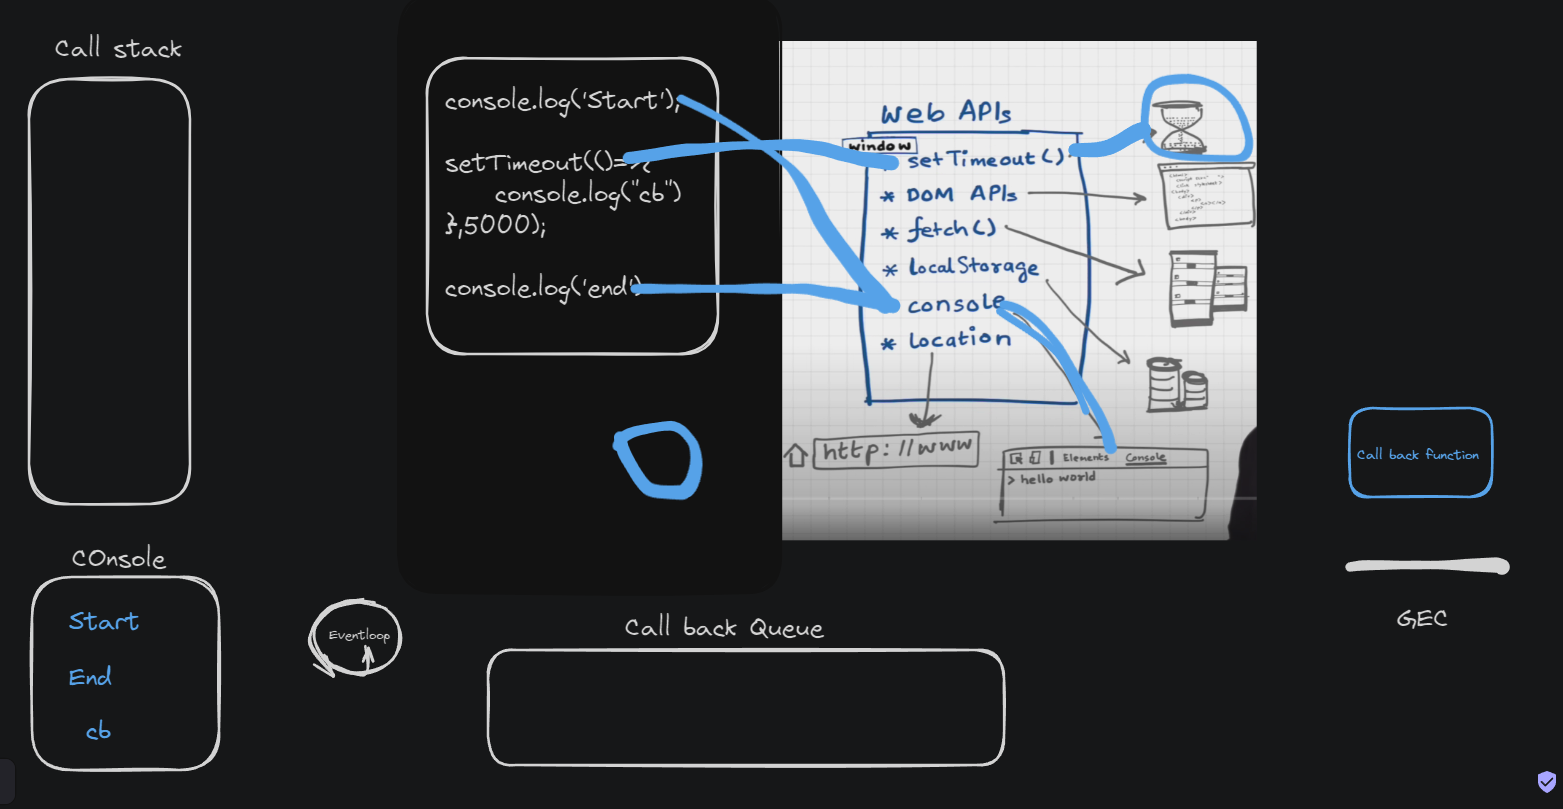 Call stack
console.log('Start');
setTimeout(()=>{
console.log("cb")
},5000);
console.log('end')
Web APIs
window
setTimeout()
* DOM APIs
* fetch()
* localStorage
console
* location
http://www
Elements Console
> hello world
Call back function
GEC
COnsole
Start
End
cb
Eventloop
Call back Queue